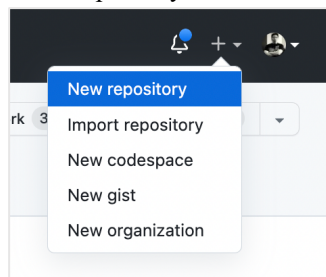 rk 3
New repository
Import repository
New codespace
New gist
New organization